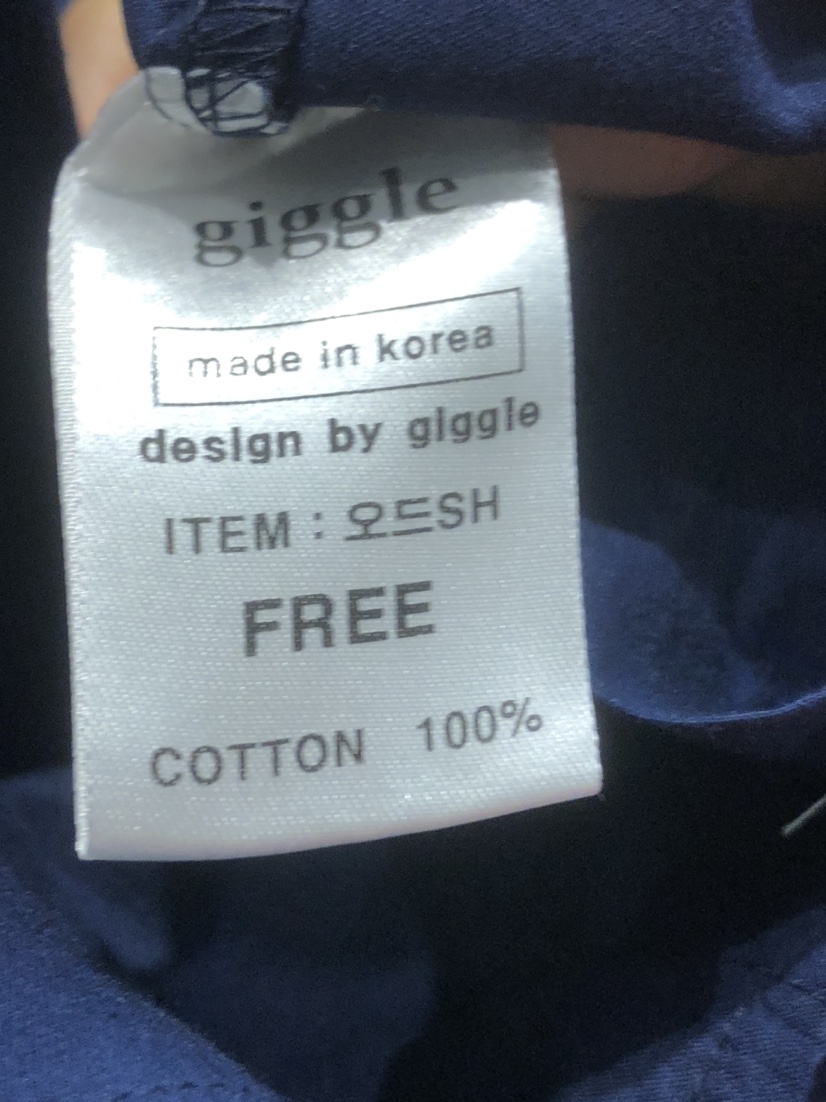 giggle
made in korea
design by giggle
ITEM : 오드SH
FREE
COTTON 100%